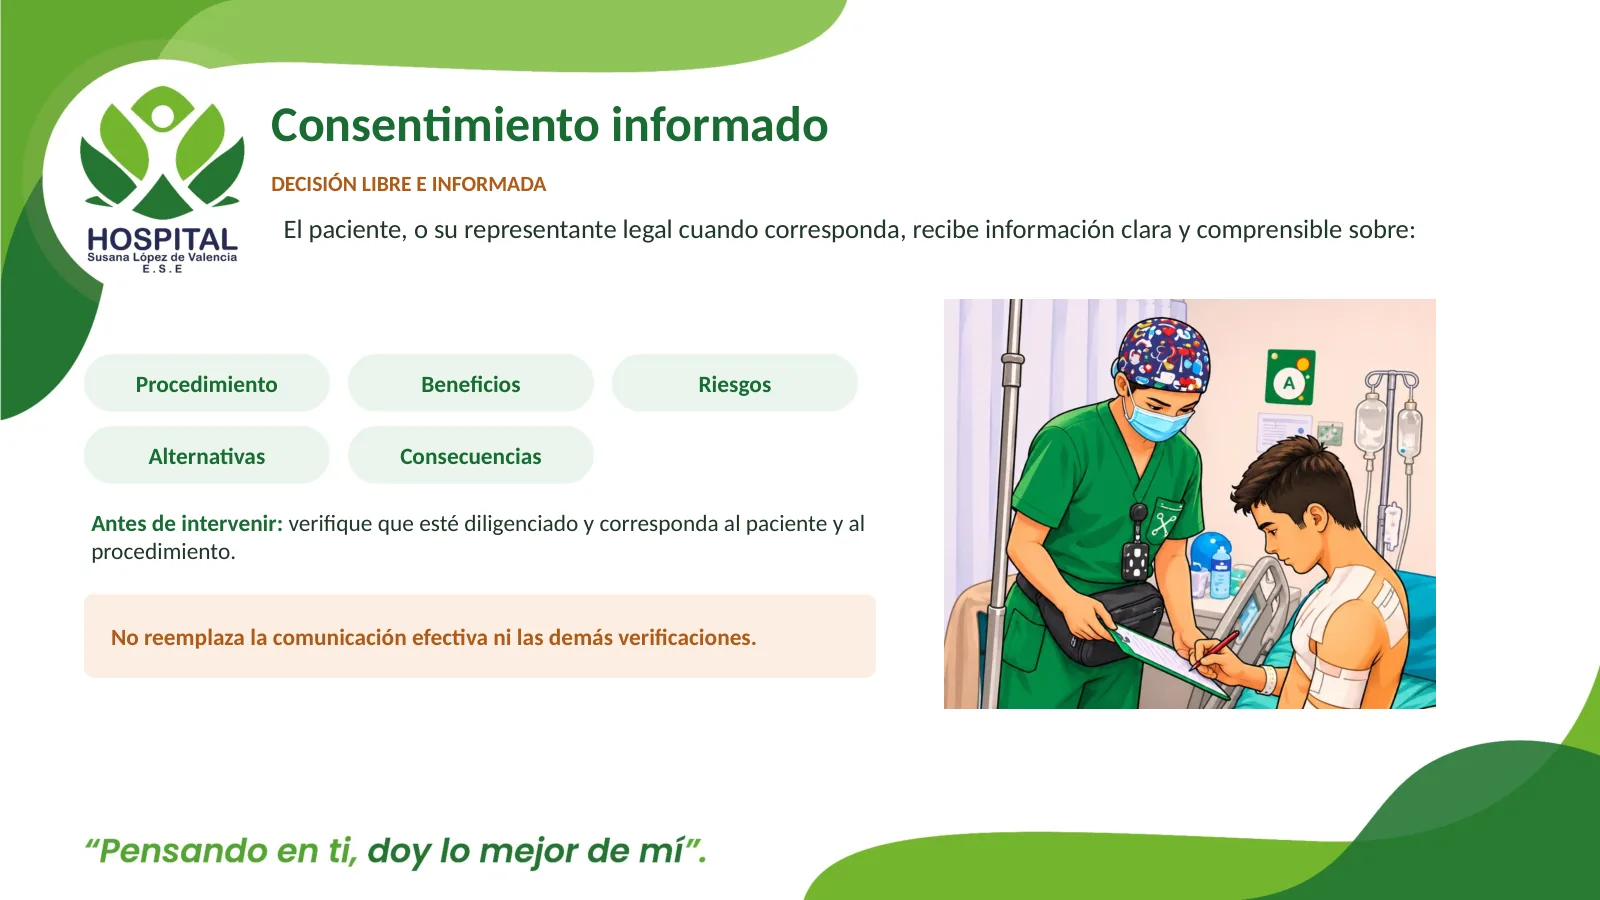 Consentimiento informado
DECISIÓN LIBRE E INFORMADA
El paciente, o su representante legal cuando corresponda, recibe información clara y comprensible sobre:
HOSPITAL
Susana López de Valencia
E.S.E
Procedimiento
Beneficios
Riesgos
Alternativas
Consecuencias
A
Antes de intervenir: verifique que esté diligenciado y corresponda al paciente y al
procedimiento.
No reemplaza la comunicación efectiva ni las demás verificaciones.
“Pensando en ti, doy lo mejor de mí”.